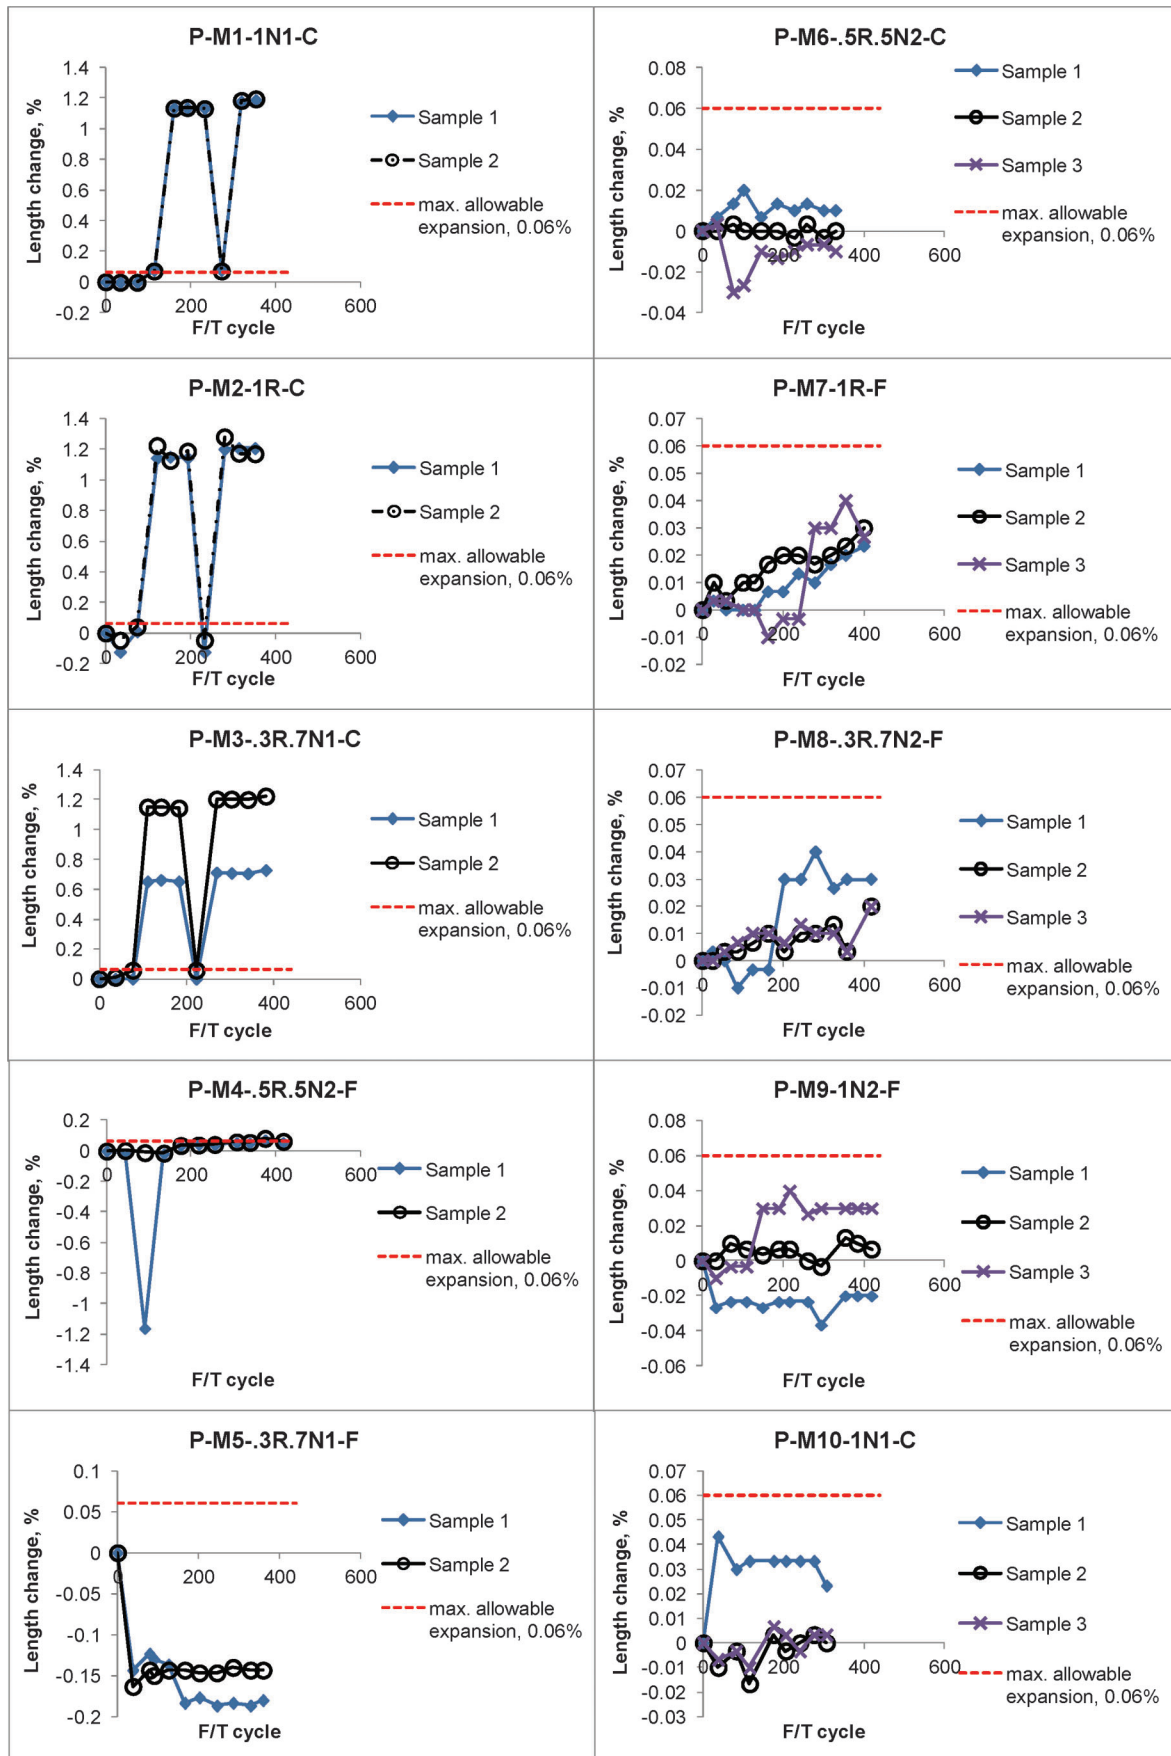 P-M1-1N1-C
1.4
1.2
1
0.8
0.6
0.4
0.2
0
-0.2
0
200
400
600
Length change, %
F/T cycle
Sample 1
Sample 2
max. allowable
expansion, 0.06%
P-M6-.5R.5N2-C
0.08
0.06
0.04
0.02
0
-0.02
-0.04
0
200
400
600
Length change, %
F/T cycle
Sample 1
Sample 2
Sample 3
max. allowable
expansion, 0.06%
P-M2-1R-C
1.4
1.2
1
0.8
0.6
0.4
0.2
0
-0.2
0
200
400
600
Length change, %
F/T cycle
Sample 1
Sample 2
max. allowable
expansion, 0.06%
P-M7-1R-F
0.07
0.06
0.05
0.04
0.03
0.02
0.01
0
-0.01
-0.02
0
200
400
600
Length change, %
F/T cycle
Sample 1
Sample 2
Sample 3
max. allowable
expansion, 0.06%
P-M3-.3R.7N1-C
1.4
1.2
1
0.8
0.6
0.4
0.2
0
0
200
400
600
Length change, %
F/T cycle
Sample 1
Sample 2
max. allowable
expansion, 0.06%
P-M8-.3R.7N2-F
0.07
0.06
0.05
0.04
0.03
0.02
0.01
0
-0.01
-0.02
0
200
400
600
Length change, %
F/T cycle
Sample 1
Sample 2
Sample 3
max. allowable
expansion, 0.06%
P-M4-.5R.5N2-F
0.2
0
-0.2
-0.4
-0.6
-0.8
-1
-1.2
-1.4
0
200
400
600
Length change, %
F/T cycle
Sample 1
Sample 2
max. allowable
expansion, 0.06%
P-M9-1N2-F
0.06
0.04
0.02
0
-0.02
-0.04
-0.06
0
200
400
600
Length change, %
F/T cycle
Sample 1
Sample 2
Sample 3
max. allowable
expansion, 0.06%
P-M5-.3R.7N1-F
0.1
0.05
0
-0.05
-0.1
-0.15
-0.2
0
200
400
600
Length change, %
F/T cycle
Sample 1
Sample 2
max. allowable
expansion, 0.06%
P-M10-1N1-C
0.07
0.06
0.05
0.04
0.03
0.02
0.01
0
-0.01
-0.02
-0.03
0
200
400
600
Length change, %
F/T cycle
Sample 1
Sample 2
Sample 3
max. allowable
expansion, 0.06%